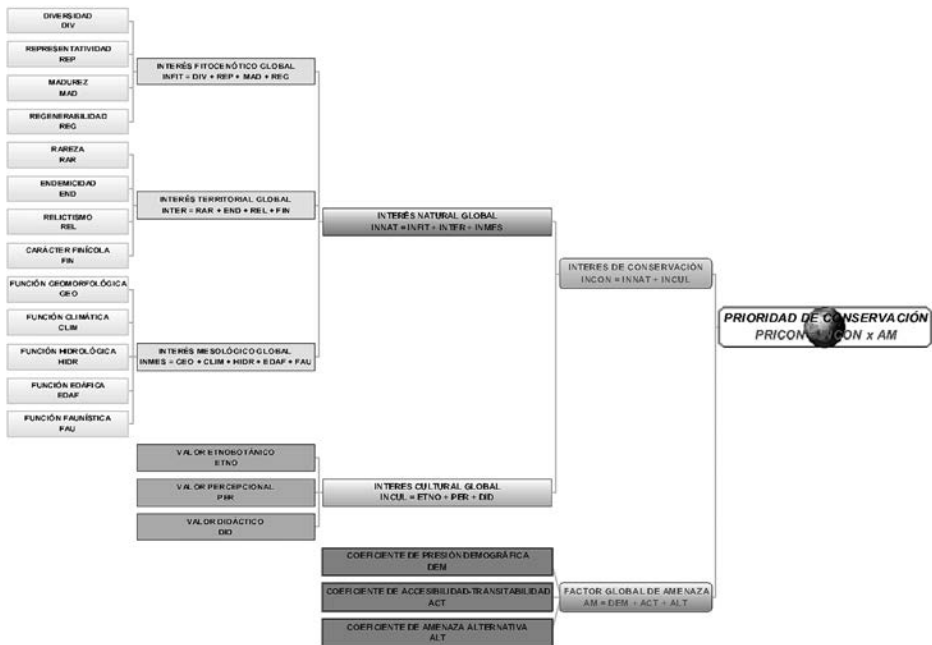 DIVERSIDAD
DIV
REPRESENTATIVIDAD
REP
MADUREZ
MAD
REGENERABILIDAD
REG
RAREZA
RAR
ENDEMICIDAD
END
RELICTISMO
REL
CARÁCTER FINÍCOLA
FIN
FUNCIÓN GEOMORFOLÓGICA
GEO
FUNCIÓN CLIMÁTICA
CLIM
FUNCIÓN HIDROLÓGICA
HIDR
FUNCIÓN EDÁFICA
EDAF
FUNCIÓN FAUNÍSTICA
FAU
INTERÉS FITOCENÓTICO GLOBAL
INFIT = DIV + REP + MAD + REG
INTERÉS TERRITORIAL GLOBAL
INTER = RAR + END + REL + FIN
INTERÉS MESOLÓGICO GLOBAL
INMES = GEO + CLIM + HIDR + EDAF + FAU
VALOR ETNOBOTÁNICO
ETNO
VALOR PERCEPCIONAL
PER
VALOR DIDÁCTICO
DID
INTERÉS NATURAL GLOBAL
INNAT = INFIT + INTER + INMES
INTERES CULTURAL GLOBAL
INCUL = ETNO + PER + DID
COEFICIENTE DE PRESIÓN DEMOGRÁFICA
DEM
COEFICIENTE DE ACCESIBILIDAD-TRANSITABILIDAD
ACT
COEFICIENTE DE AMENAZA ALTERNATIVA
ALT
INTERES DE CONSERVACIÓN
INCON = INNAT + INCUL
FACTOR GLOBAL DE AMENAZA
AM = DEM + ACT + ALT
PRIORIDAD DE CONSERVACIÓN
PRICON = INCON x AM